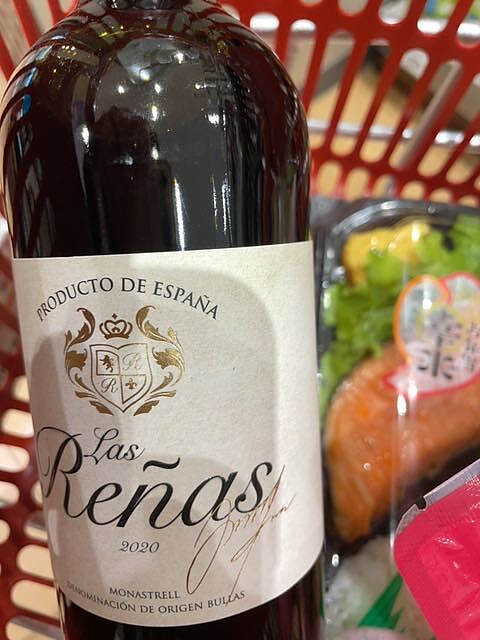 PRODUCTO DE ESPAÑA
R R
R
Las
Reñas
2020
MONASTRELL
DENOMINACIÓN DE ORIGEN BULLAS